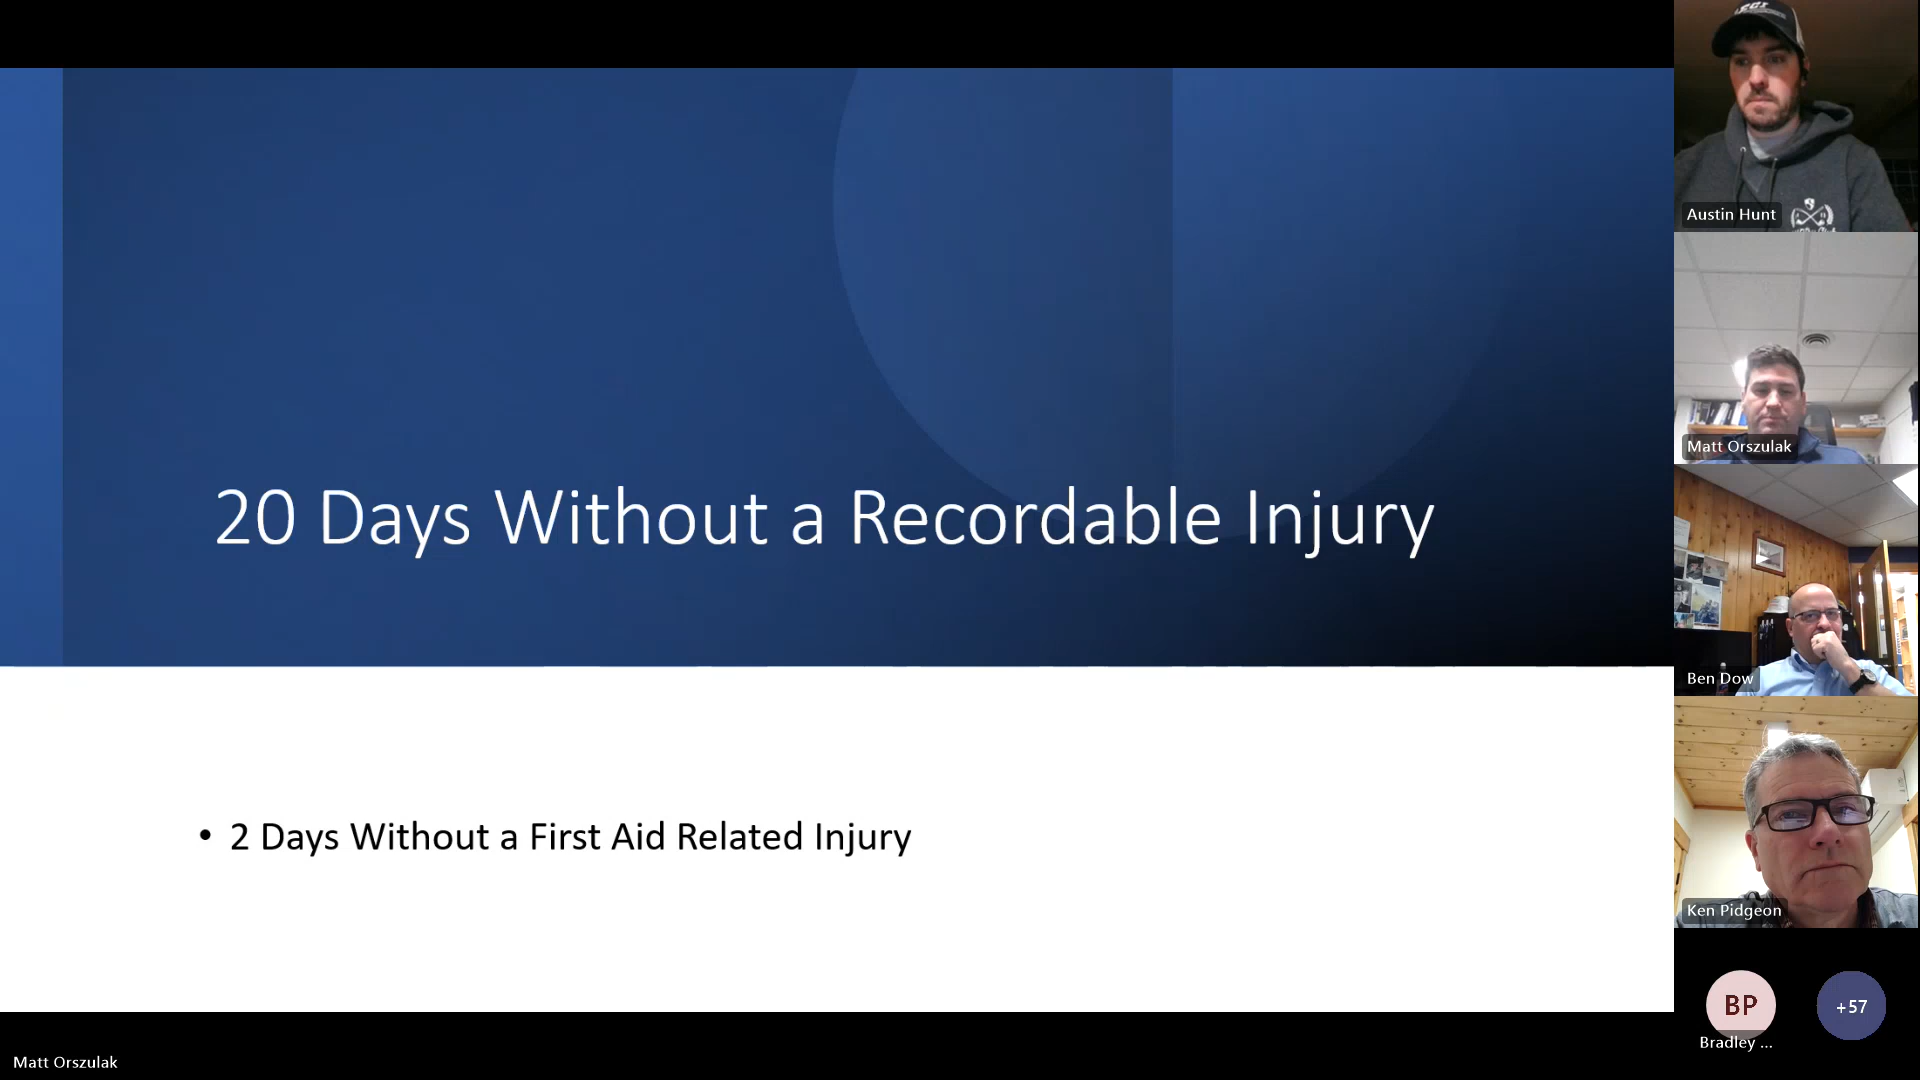 20 Days Without a Recordable Injury
• 2 Days Without a First Aid Related Injury
Matt Orszulak
CCI
Austin Hunt
Matt Orszulak
Ben Dow
Ken Pidgeon
BP
Bradley ...
+57